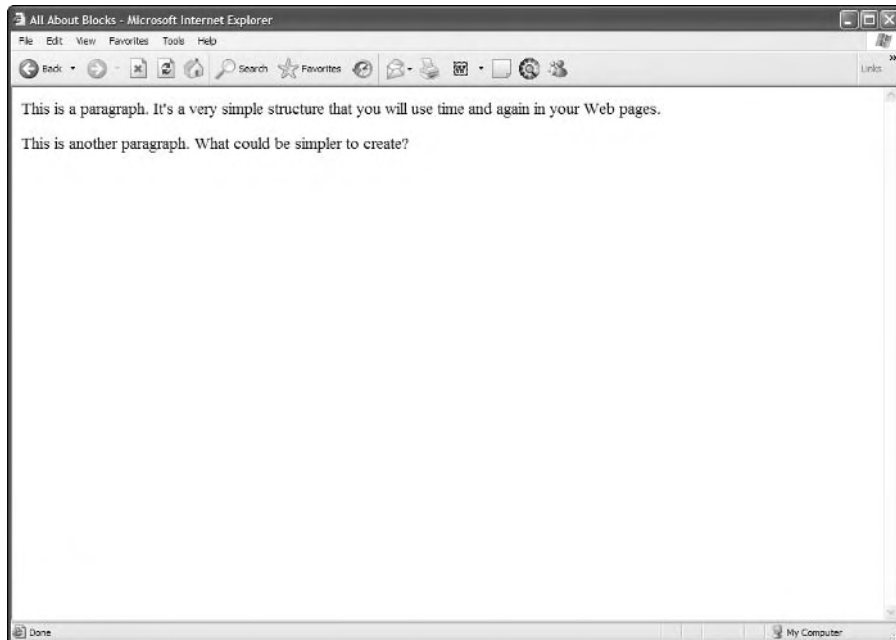 All About Blocks - Microsoft Internet Explorer
File Edit View Favorites Tools Help
Back Search Favorites Links »
This is a paragraph. It's a very simple structure that you will use time and again in your Web pages.
This is another paragraph. What could be simpler to create?
Done My Computer